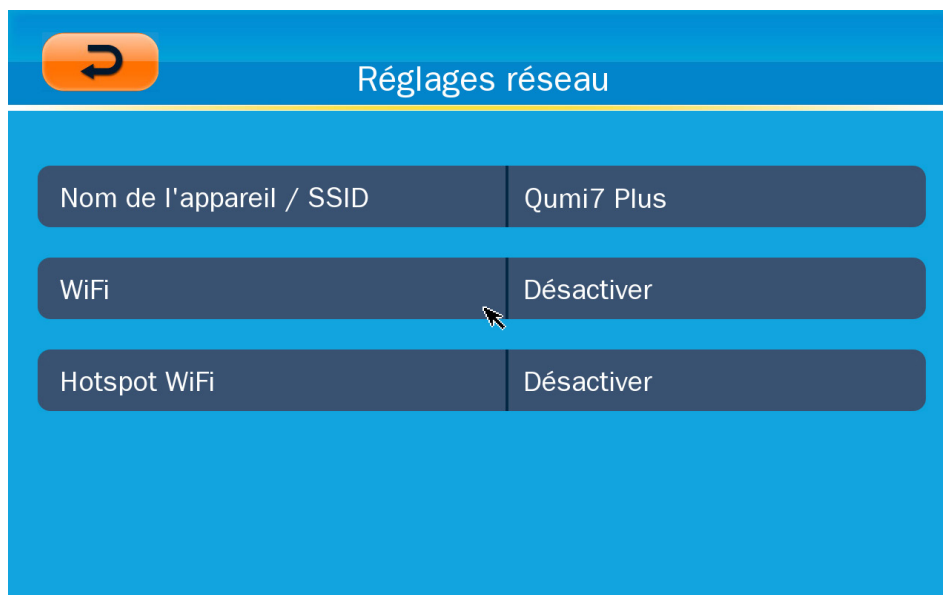 Réglages réseau
Nom de l'appareil / SSID Qumi7 Plus
WiFi Désactiver
Hotspot WiFi Désactiver